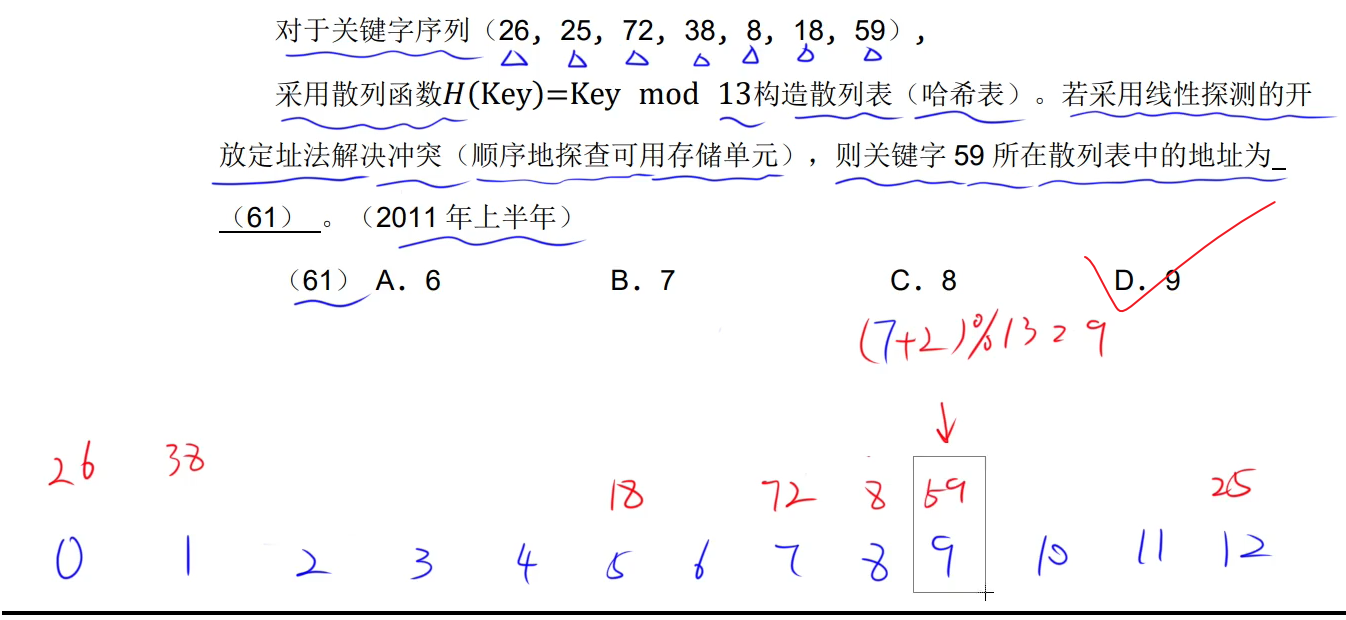 对于关键字序列（26，25，72，38，8，18，59），
采用散列函数H(Key)=Key mod 13构造散列表（哈希表）。若采用线性探测的开
放定址法解决冲突（顺序地探查可用存储单元），则关键字 59 所在散列表中的地址为_
（61） 。（2011 年上半年）
（61） A．6 B．7 C．8 D．9
(7+2)%13=9
26 38 18 72 8 59 25
0 1 2 3 4 5 6 7 8 9 10 11 12